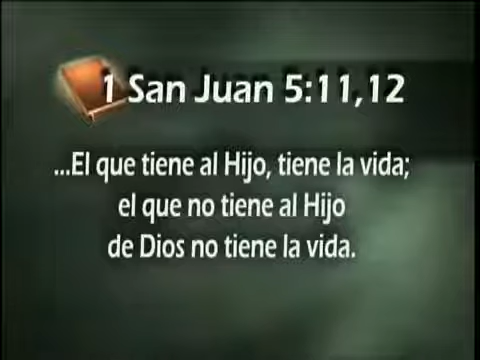 1 San Juan 5:11,12
...El que tiene al Hijo, tiene la vida;
el que no tiene al Hijo
de Dios no tiene la vida.